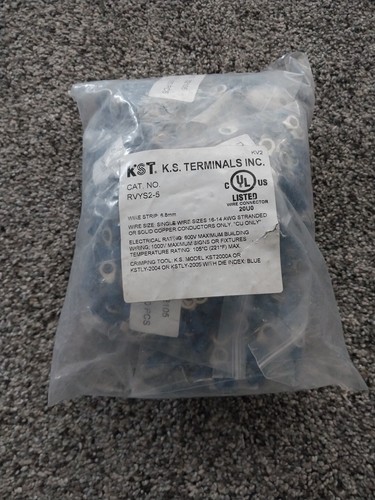 KV2
KST. K.S. TERMINALS INC.
CAT. NO.
RVYS2-5
C UL US
LISTED
WIRE CONNECTOR
20U0
WIRE STRIP: 6.8mm
WIRE SIZE: SINGLE WIRE SIZES 16-14 AWG STRANDED
OR SOLID COPPER CONDUCTORS ONLY. "CU ONLY"
ELECTRICAL RATING: 600V MAXIMUM BUILDING
WIRING, 1000V MAXIMUM SIGNS OR FIXTURES
TEMPERATURE RATING: 105°C (221°F) MAX.
CRIMPING TOOL: K.S. MODEL KST2000A OR
KSTLY-2004 OR KSTLY-2005 WITH DIE INDEX: BLUE